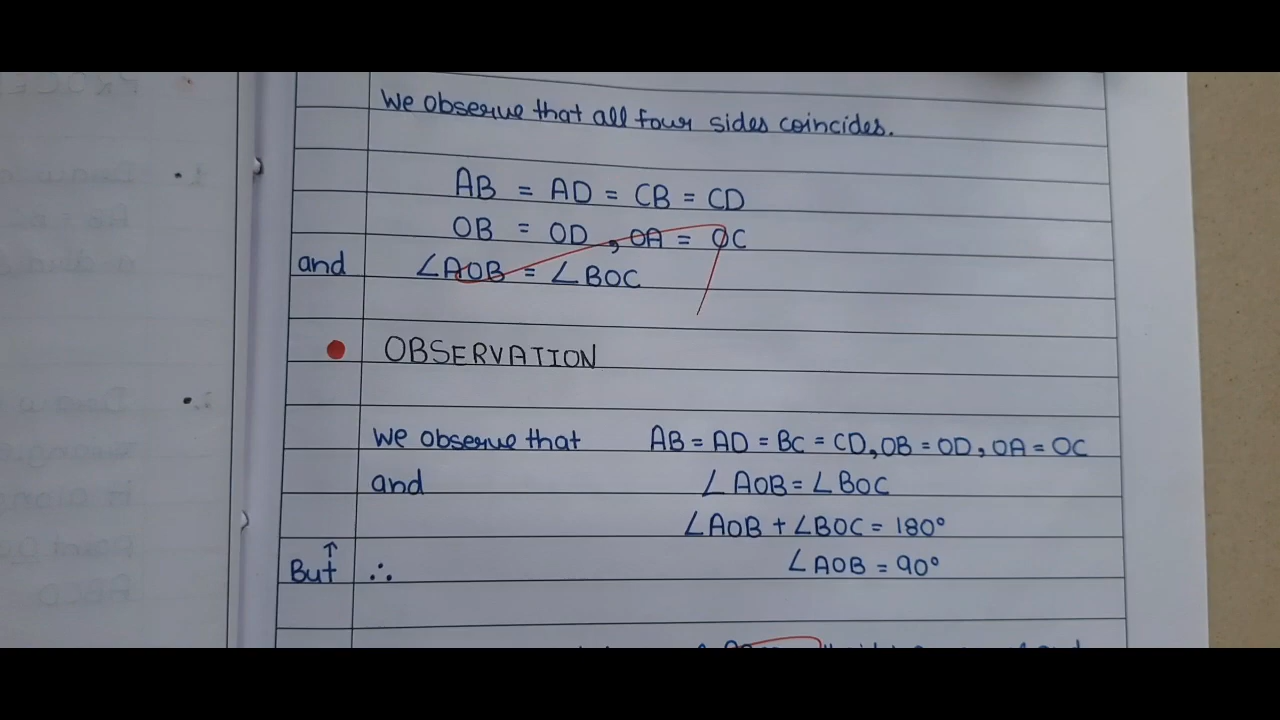 We observe that all four sides coincides.
AB = AD = CB = CD
OB = OD , OA = OC
and ∠AOB = ∠BOC
OBSERVATION
We observe that AB = AD = BC = CD, OB = OD, OA = OC
and ∠AOB = ∠BOC
∠AOB + ∠BOC = 180°
But ↑ ∴ ∠AOB = 90°
1.
2.